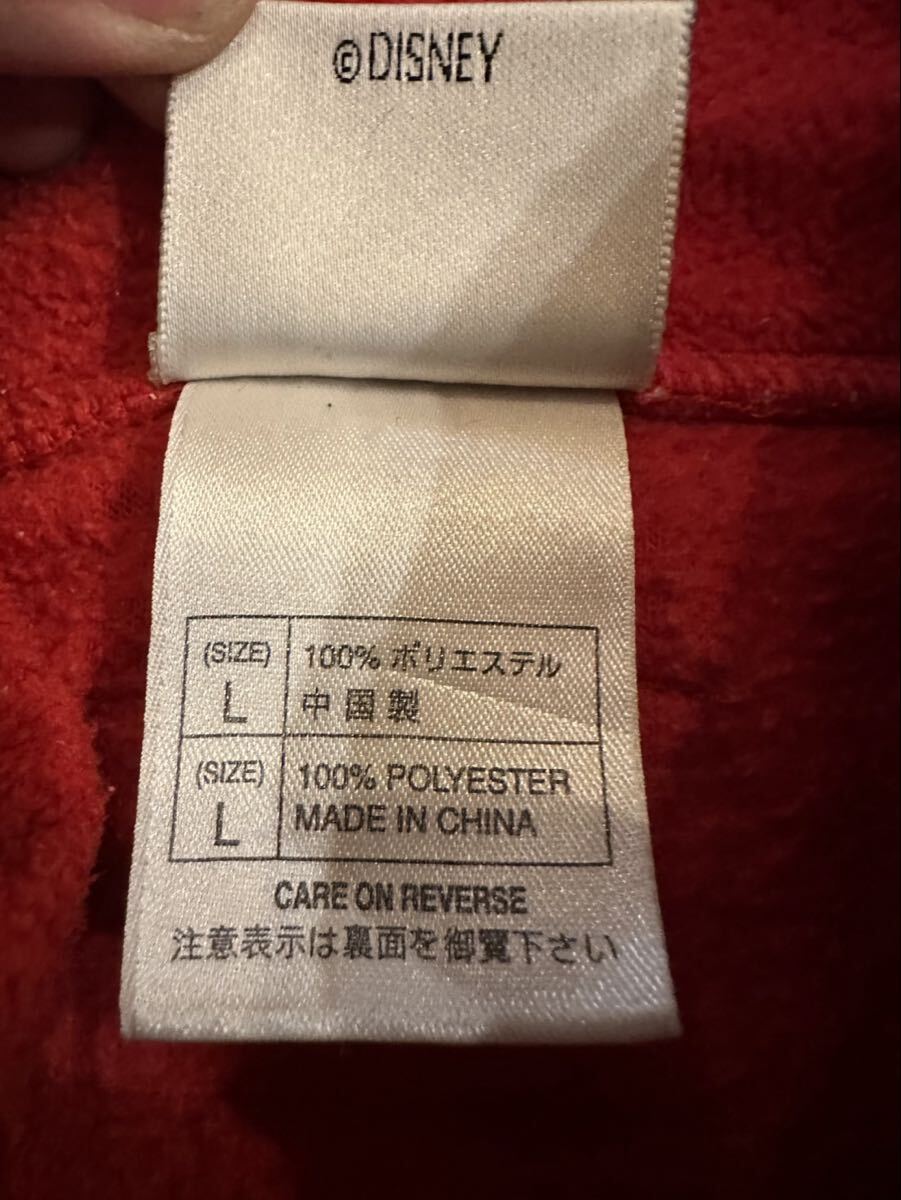 ©DISNEY
(SIZE)
L
100% ポリエステル
中国製
(SIZE)
L
100% POLYESTER
MADE IN CHINA
CARE ON REVERSE
注意表示は裏面を御覽下さい